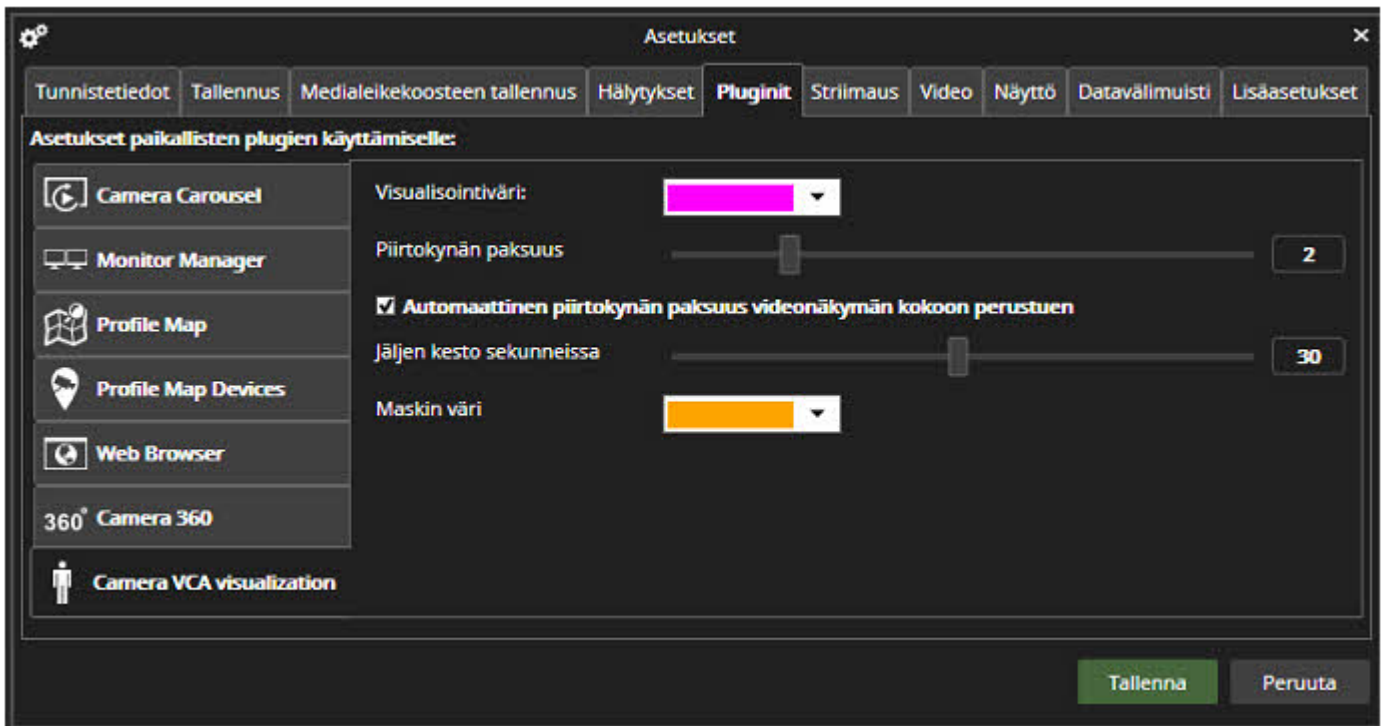 Asetukset
Tunnistetiedot Tallennus Medialeikekoosteen tallennus Hälytykset Pluginit Striimaus Video Näyttö Datavälimuisti Lisäasetukset
Asetukset paikallisten plugien käyttämiselle:
Camera Carousel
Monitor Manager
Profile Map
Profile Map Devices
Web Browser
360° Camera 360
Camera VCA visualization
Visualisointiväri:
Piirtokynän paksuus 2
Automaattinen piirtokynän paksuus videonäkymän kokoon perustuen
Jäljen kesto sekunneissa 30
Maskin väri
Tallenna Peruuta